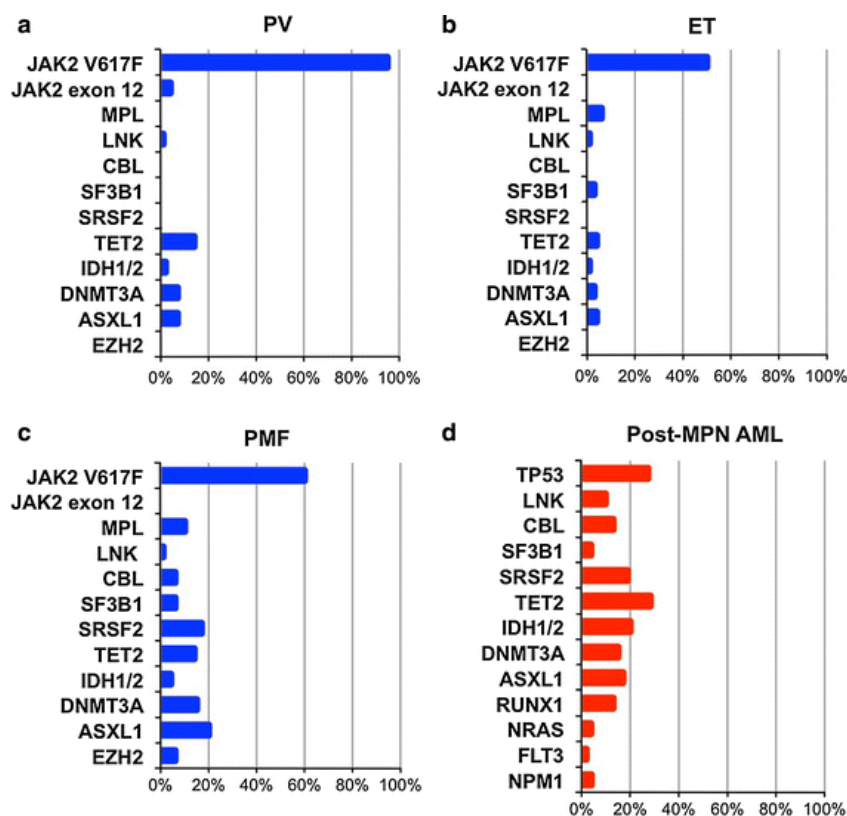 a
PV
JAK2 V617F
JAK2 exon 12
MPL
LNK
CBL
SF3B1
SRSF2
TET2
IDH1/2
DNMT3A
ASXL1
EZH2
0% 20% 40% 60% 80% 100%
b
ET
JAK2 V617F
JAK2 exon 12
MPL
LNK
CBL
SF3B1
SRSF2
TET2
IDH1/2
DNMT3A
ASXL1
EZH2
0% 20% 40% 60% 80% 100%
c
PMF
JAK2 V617F
JAK2 exon 12
MPL
LNK
CBL
SF3B1
SRSF2
TET2
IDH1/2
DNMT3A
ASXL1
EZH2
0% 20% 40% 60% 80% 100%
d
Post-MPN AML
TP53
LNK
CBL
SF3B1
SRSF2
TET2
IDH1/2
DNMT3A
ASXL1
RUNX1
NRAS
FLT3
NPM1
0% 20% 40% 60% 80% 100%